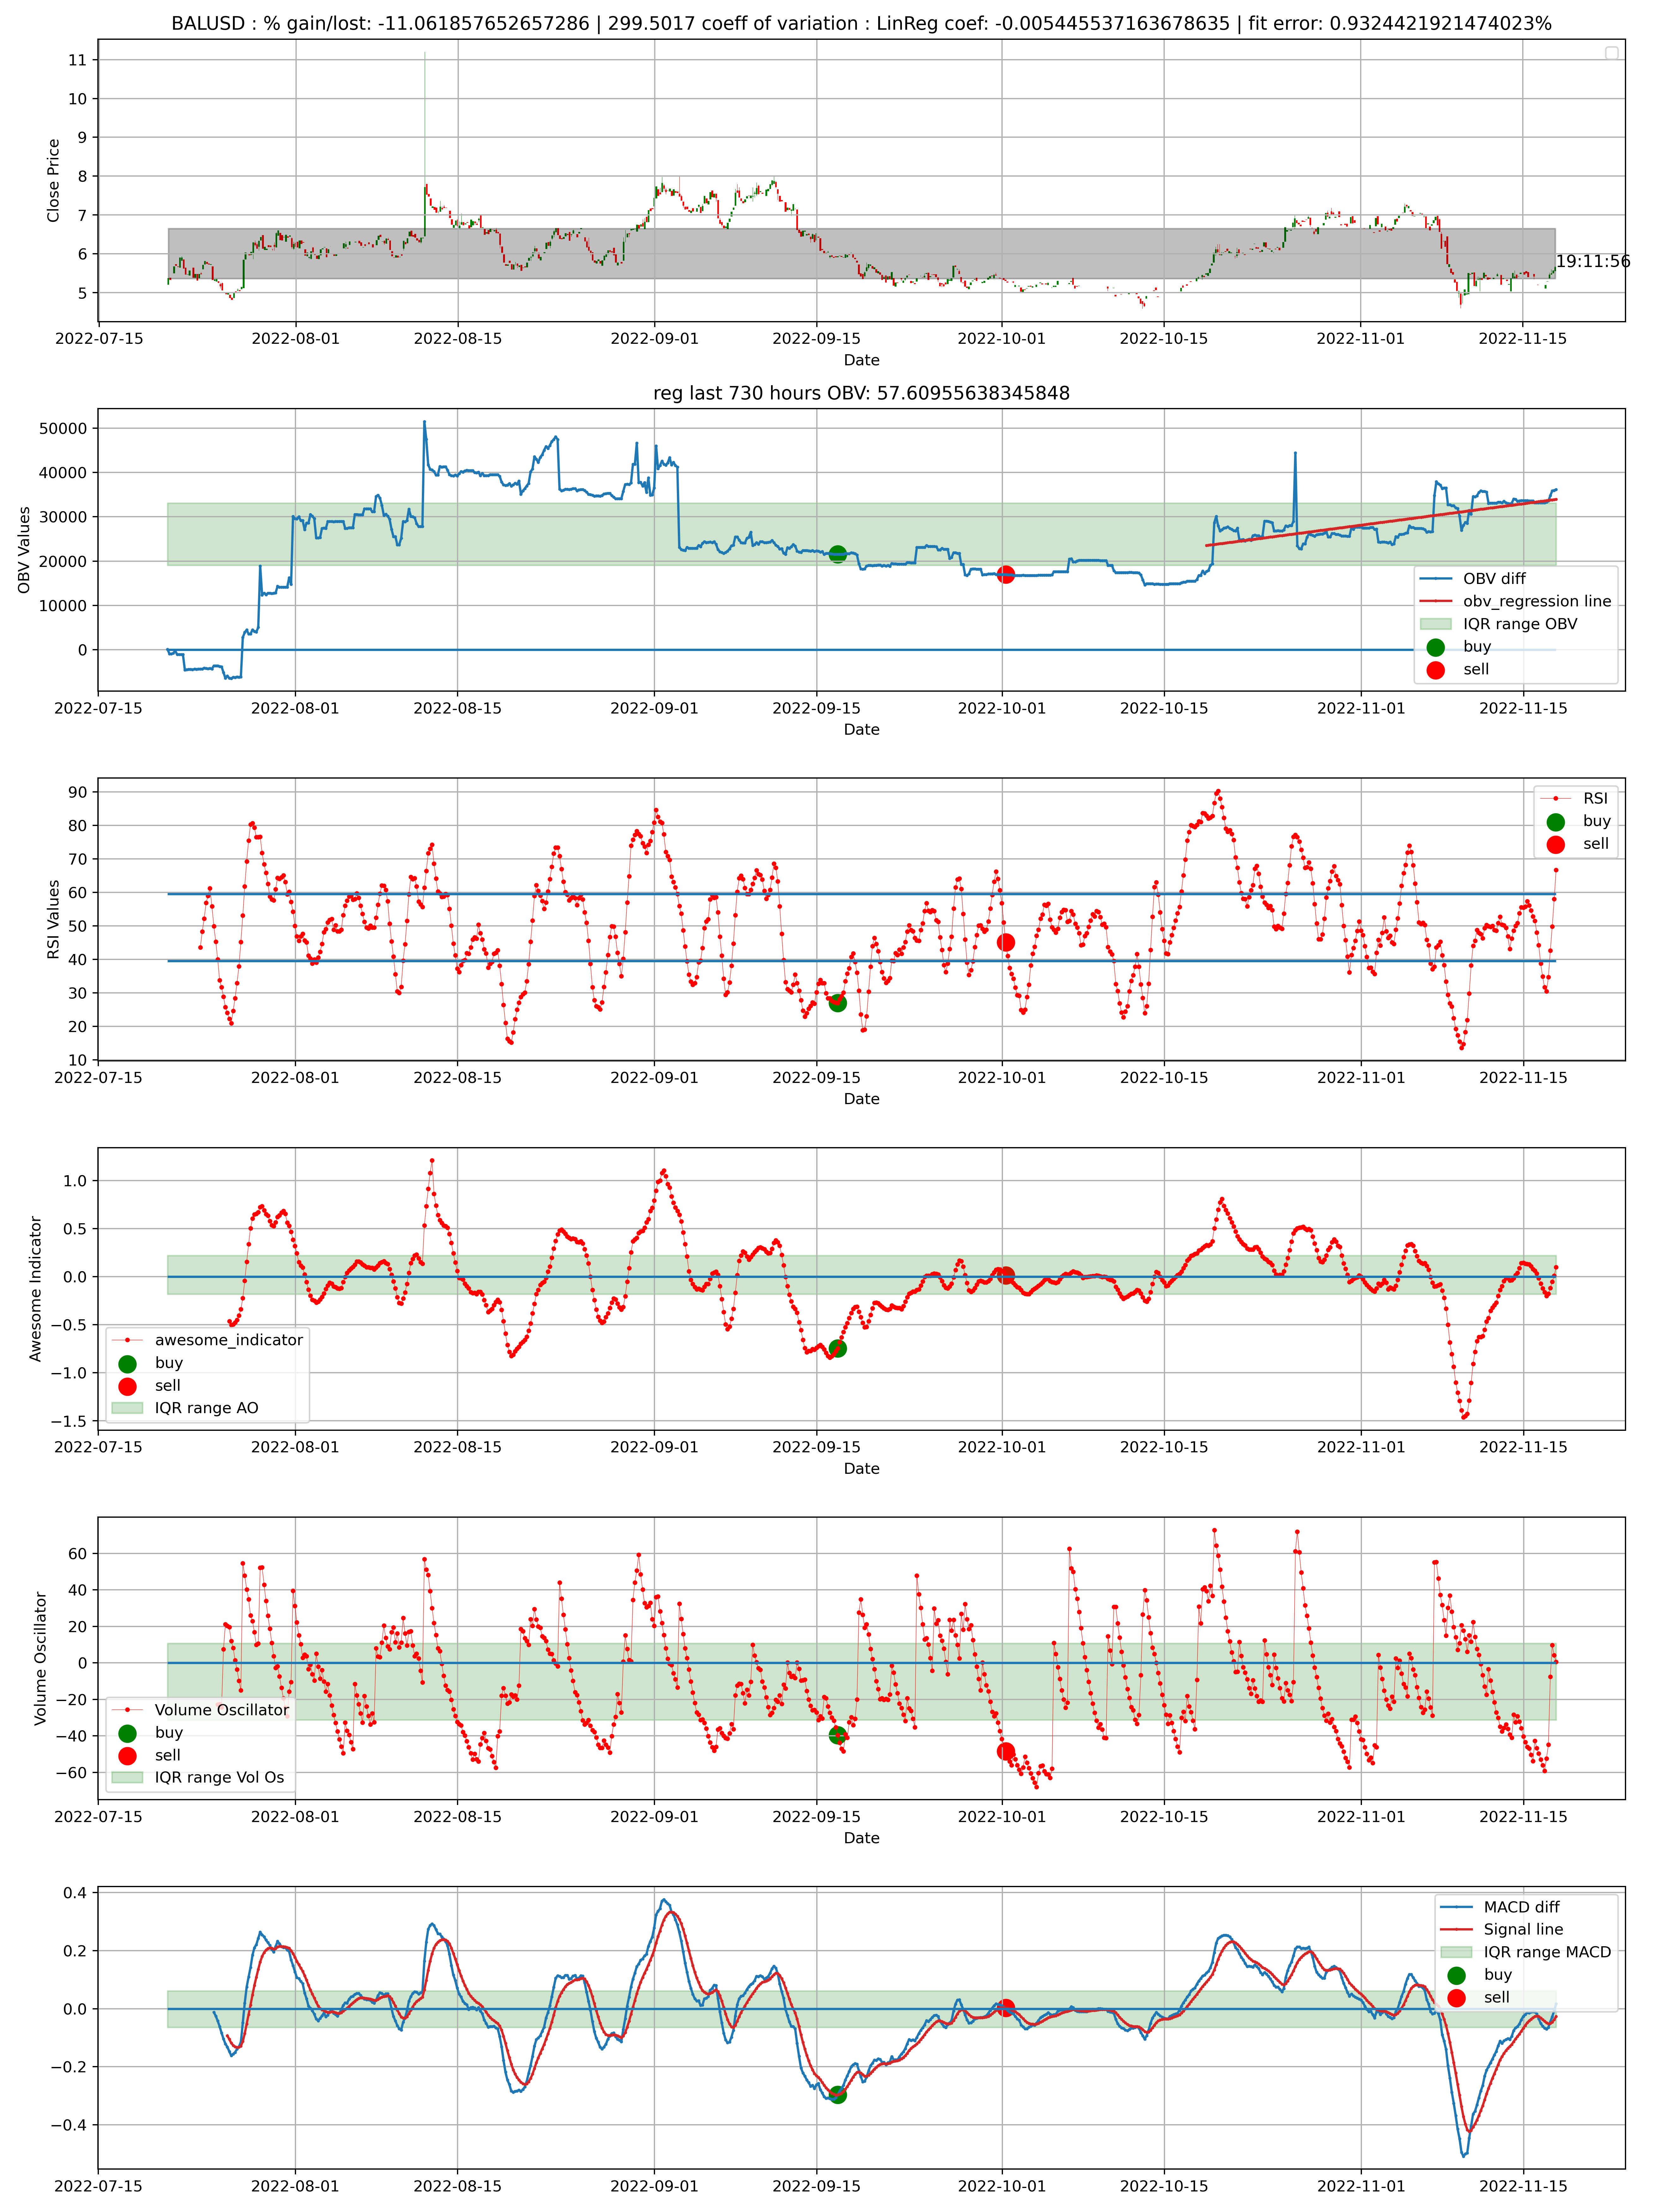 BALUSD : % gain/lost: -11.061857652657286 | 299.5017 coeff of variation : LinReg coef: -0.005445537163678635 | fit error: 0.9324421921474023%
11
10
9
8
7
6
5
Close Price
19:11:56
2022-07-15 2022-08-01 2022-08-15 2022-09-01 2022-09-15 2022-10-01 2022-10-15 2022-11-01 2022-11-15
Date
reg last 730 hours OBV: 57.60955638345848
50000
40000
30000
20000
10000
0
OBV Values
OBV diff
obv_regression line
IQR range OBV
buy
sell
2022-07-15 2022-08-01 2022-08-15 2022-09-01 2022-09-15 2022-10-01 2022-10-15 2022-11-01 2022-11-15
Date
90
80
70
60
50
40
30
20
10
RSI Values
RSI
buy
sell
2022-07-15 2022-08-01 2022-08-15 2022-09-01 2022-09-15 2022-10-01 2022-10-15 2022-11-01 2022-11-15
Date
1.0
0.5
0.0
−0.5
−1.0
−1.5
Awesome Indicator
awesome_indicator
buy
sell
IQR range AO
2022-07-15 2022-08-01 2022-08-15 2022-09-01 2022-09-15 2022-10-01 2022-10-15 2022-11-01 2022-11-15
Date
60
40
20
0
−20
−40
−60
Volume Oscillator
Volume Oscillator
buy
sell
IQR range Vol Os
2022-07-15 2022-08-01 2022-08-15 2022-09-01 2022-09-15 2022-10-01 2022-10-15 2022-11-01 2022-11-15
Date
0.4
0.2
0.0
−0.2
−0.4
MACD diff
Signal line
IQR range MACD
buy
sell
2022-07-15 2022-08-01 2022-08-15 2022-09-01 2022-09-15 2022-10-01 2022-10-15 2022-11-01 2022-11-15